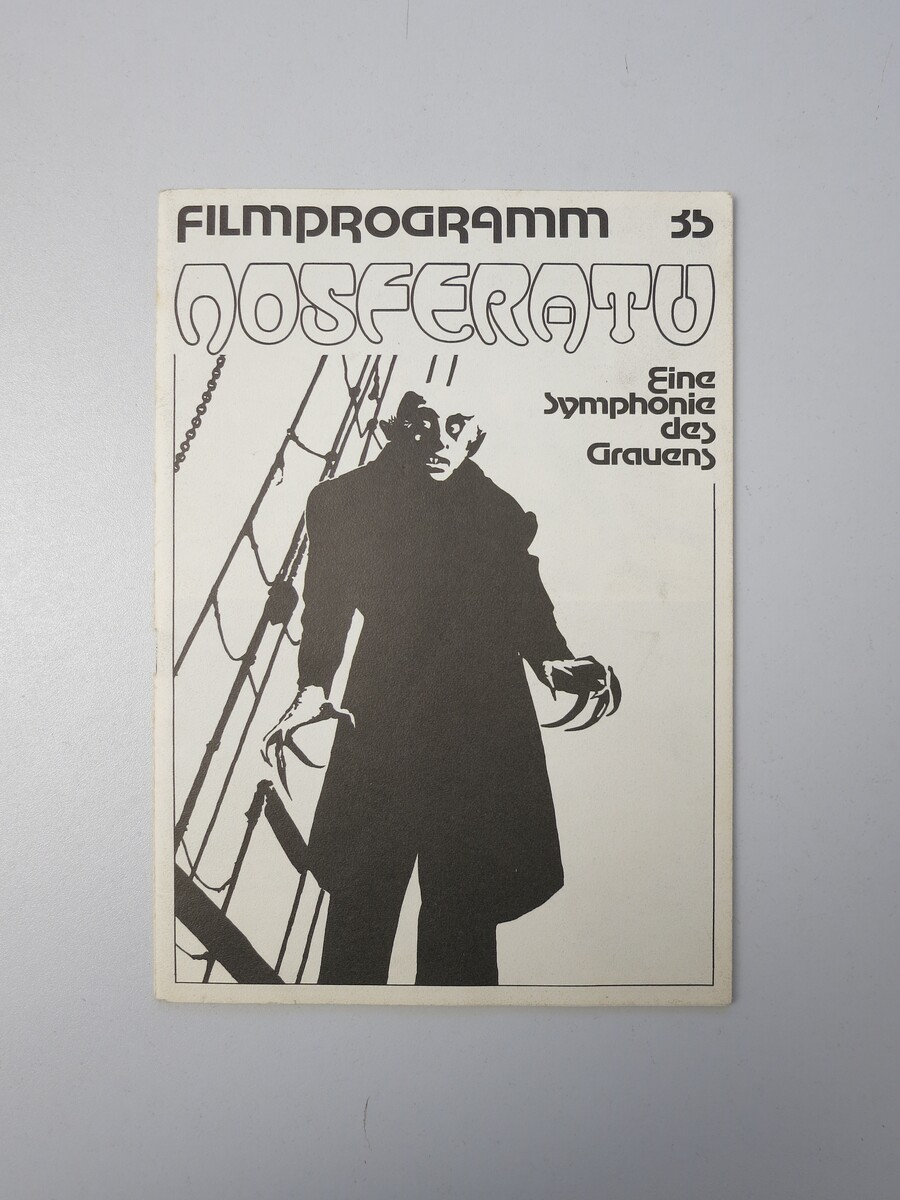 FILMPROGRAMM 35
NOSFERATU
Eine
Symphonie
des
Grauens